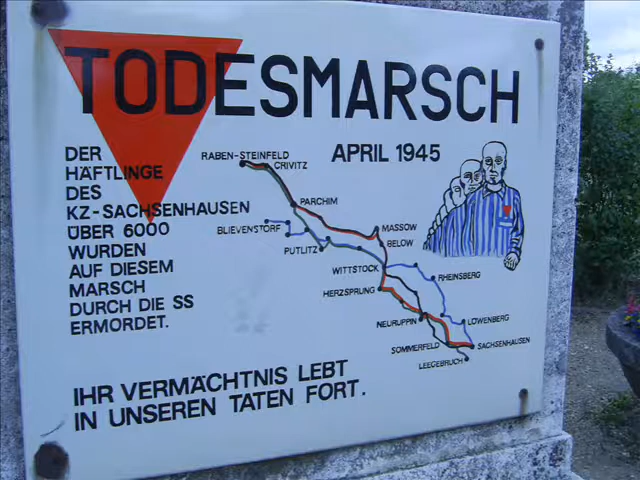 TODESMARSCH
APRIL 1945
DER
HÄFTLINGE
DES
KZ-SACHSENHAUSEN
ÜBER 6000
WURDEN
AUF DIESEM
MARSCH
DURCH DIE SS
ERMORDET.
RABEN-STEINFELD
CRIVITZ
PARCHIM
BLIEVENSTORF
PUTLITZ
MASSOW
BELOW
WITTSTOCK
RHEINSBERG
HERZSPRUNG
NEURUPPIN
LÖWENBERG
SOMMERFELD
SACHSENHAUSEN
LEEGEBRUCH
IHR VERMÄCHTNIS LEBT
IN UNSEREN TATEN FORT.